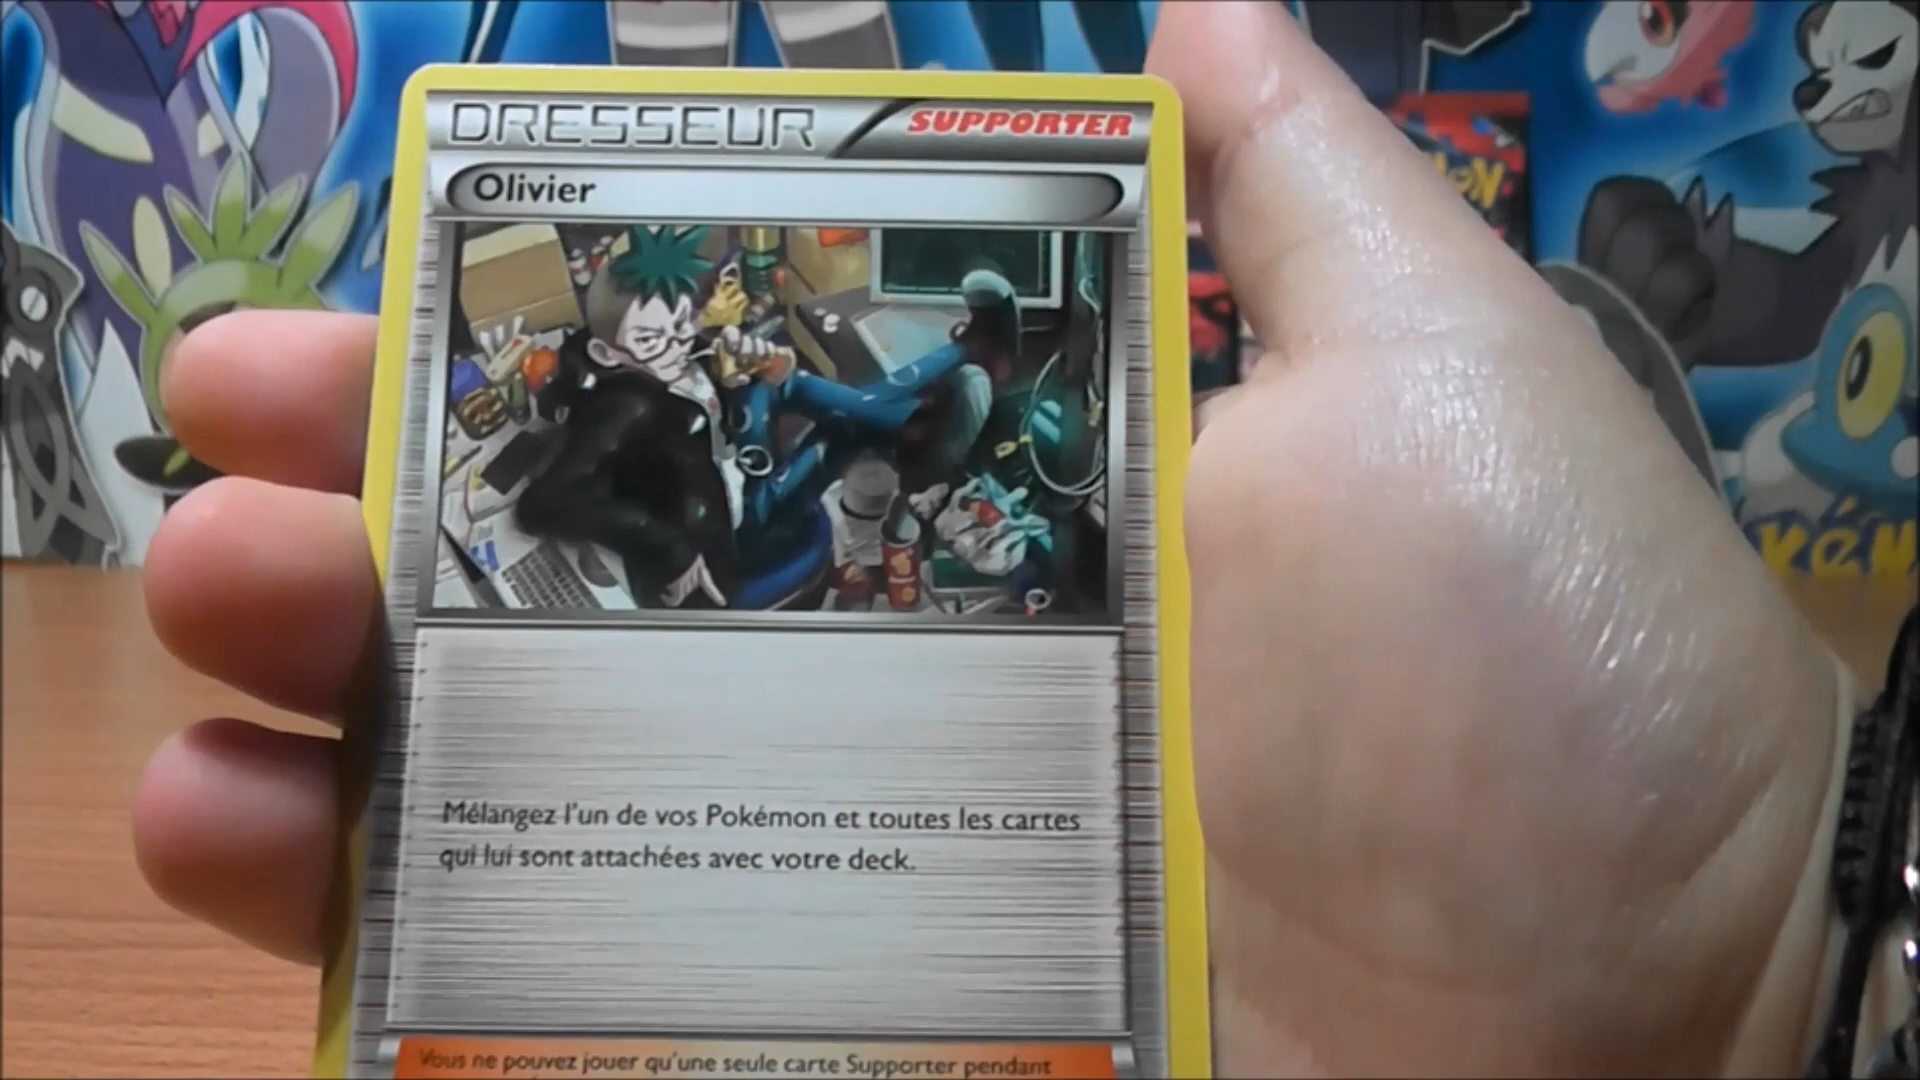 DRESSEUR SUPPORTER
Olivier
Mélangez l'un de vos Pokémon et toutes les cartes
qui lui sont attachées avec votre deck.
Vous ne pouvez jouer qu'une seule carte Supporter pendant